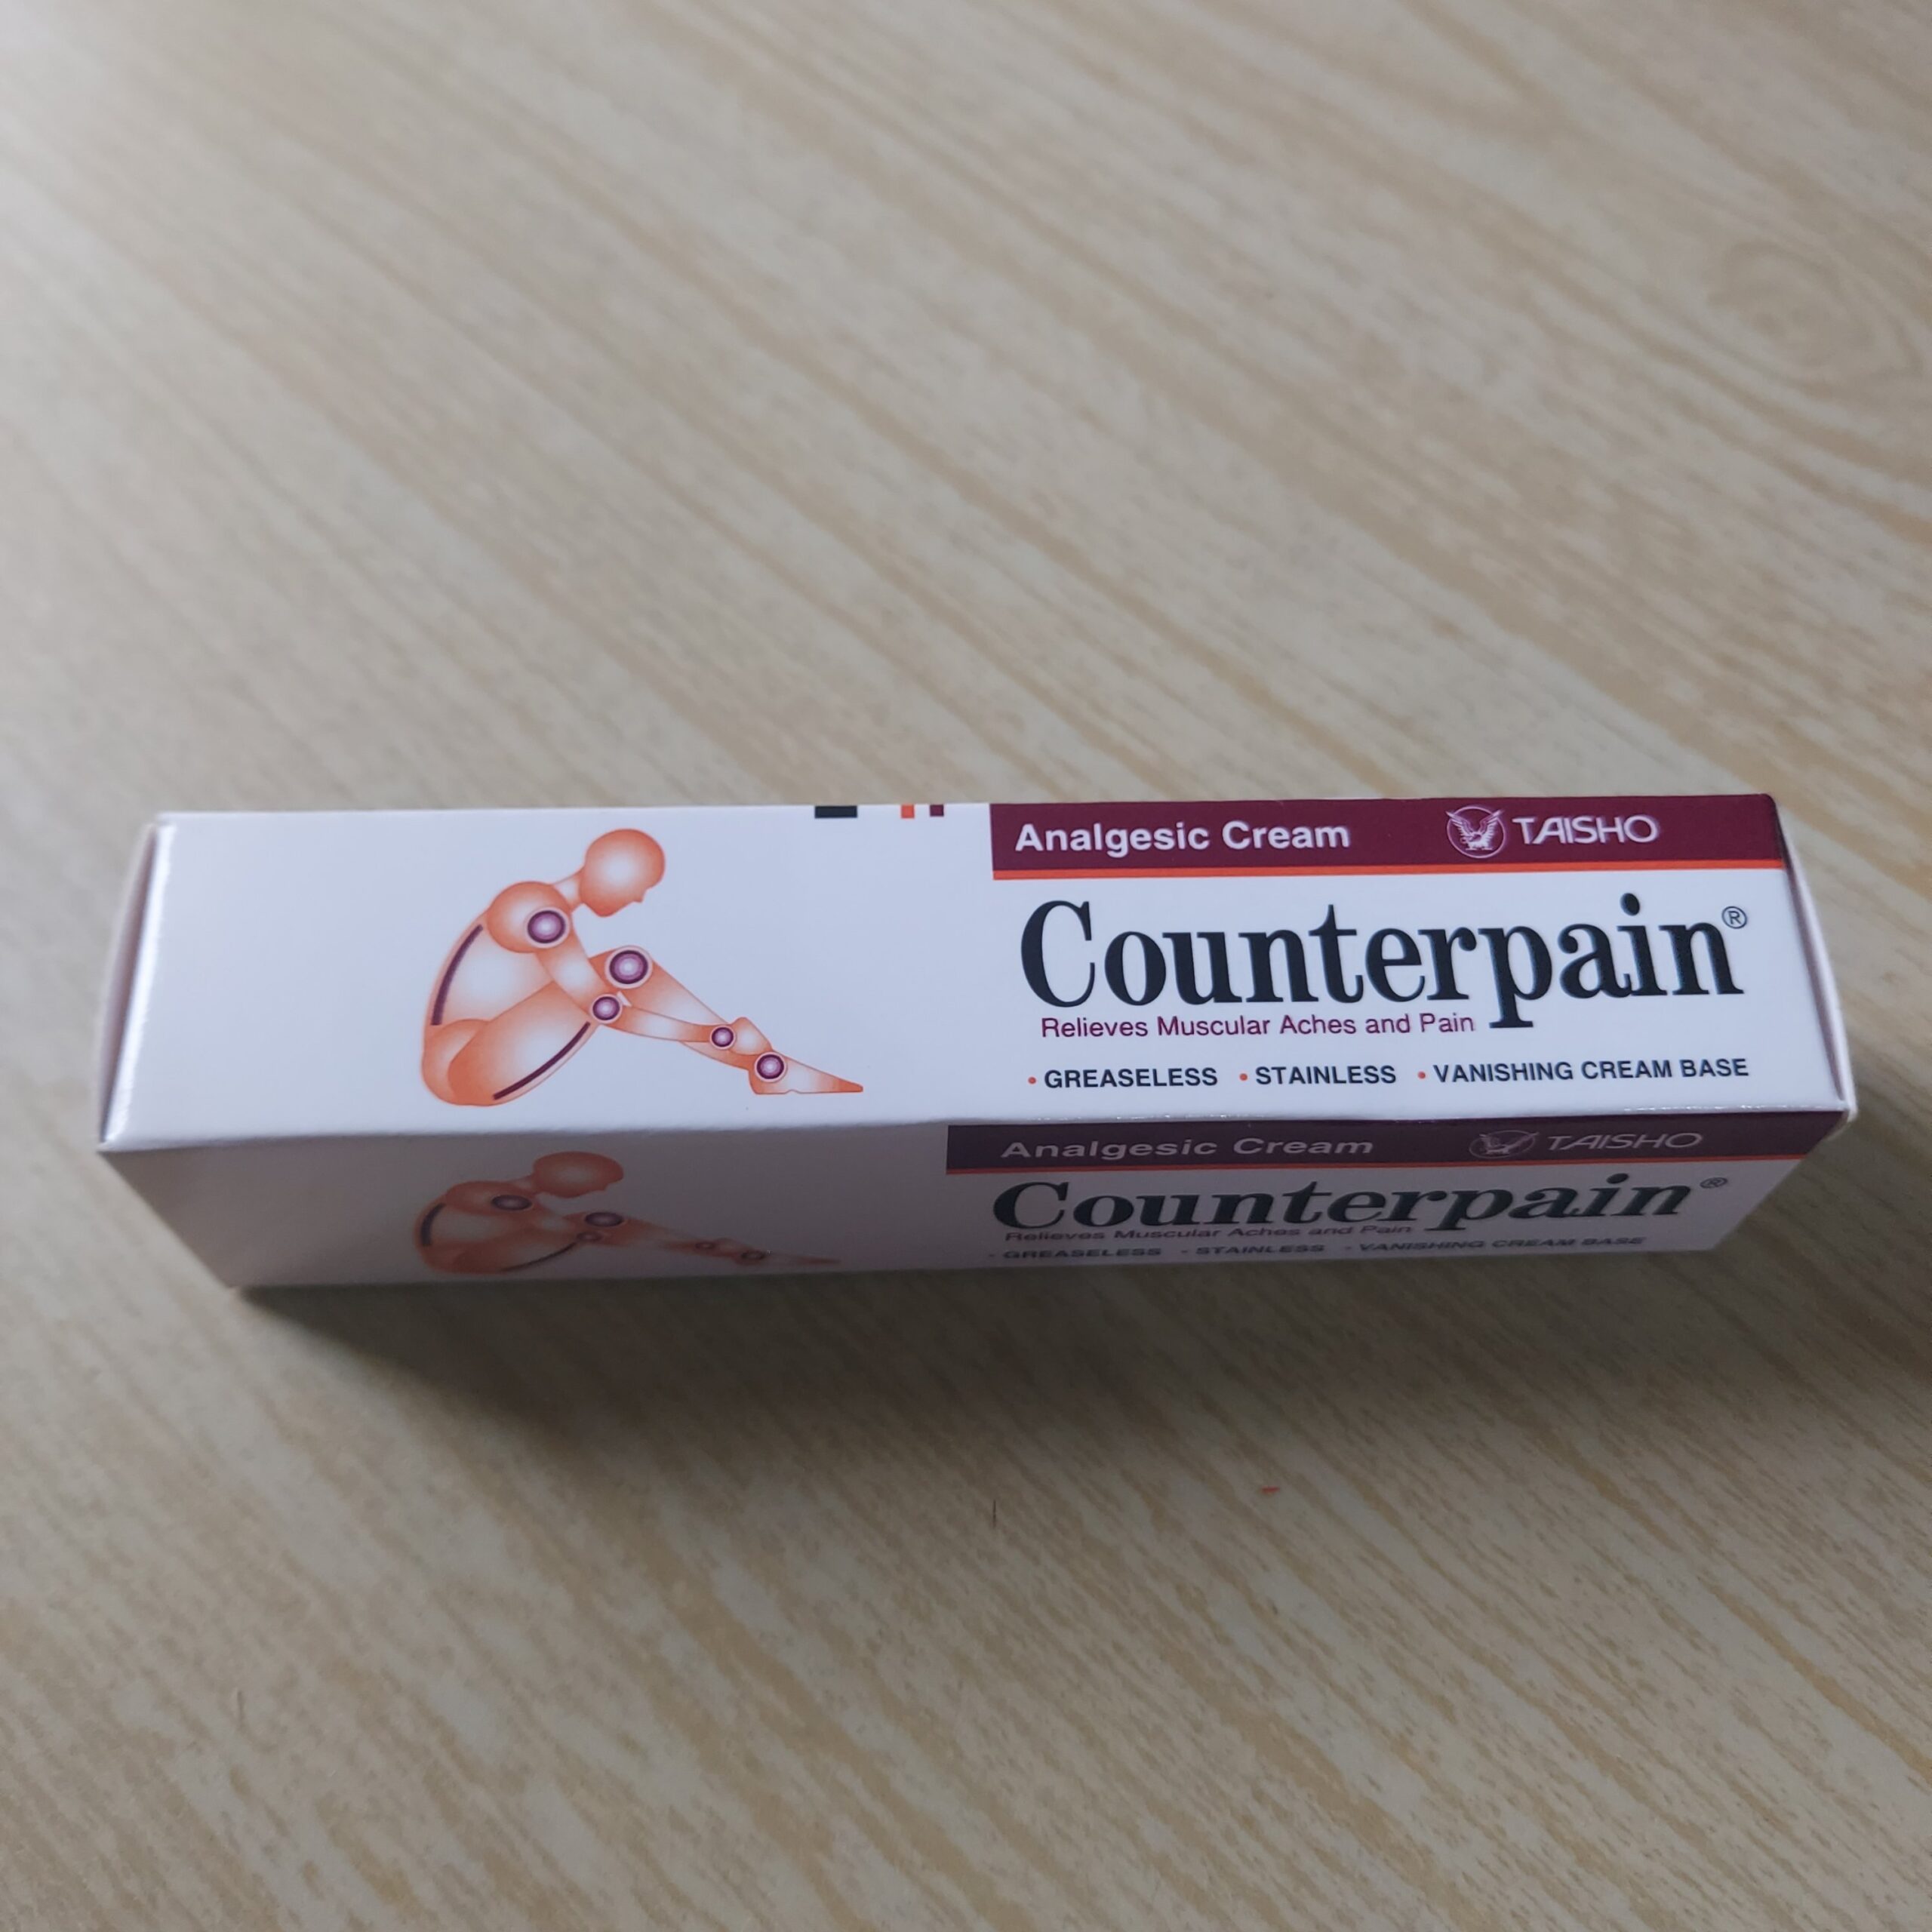 Analgesic Cream TAISHO
Counterpain®
Relieves Muscular Aches and Pain
• GREASELESS • STAINLESS • VANISHING CREAM BASE
Analgesic Cream TAISHO
Counterpain®
Relieves Muscular Aches and Pain
• GREASELESS • STAINLESS • VANISHING CREAM BASE